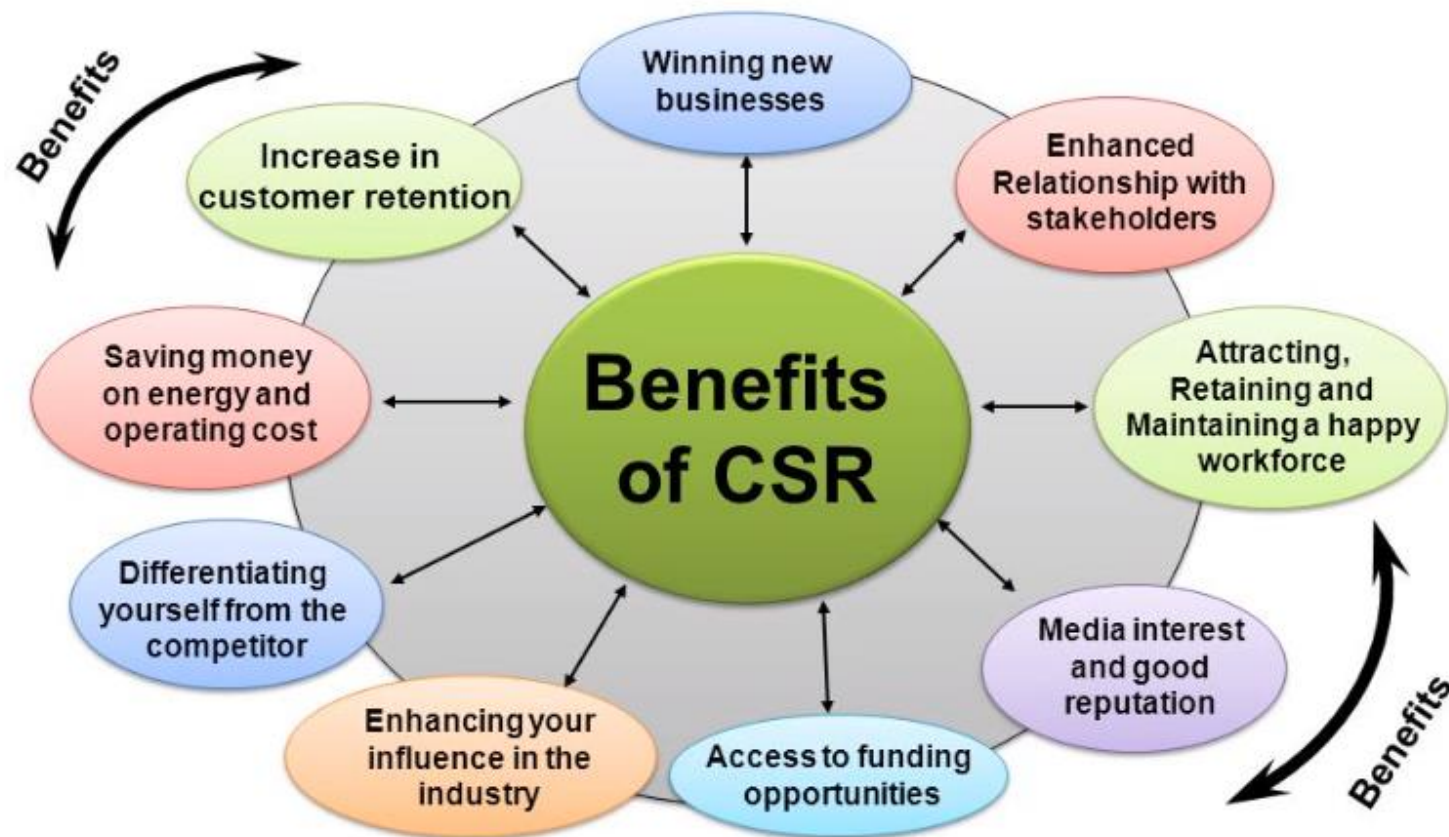 Benefits
Winning new
businesses
Increase in
customer retention
Enhanced
Relationship with
stakeholders
Saving money
on energy and
operating cost
Benefits
of CSR
Attracting,
Retaining and
Maintaining a happy
workforce
Differentiating
yourself from the
competitor
Media interest
and good
reputation
Enhancing your
influence in the
industry
Access to funding
opportunities
Benefits